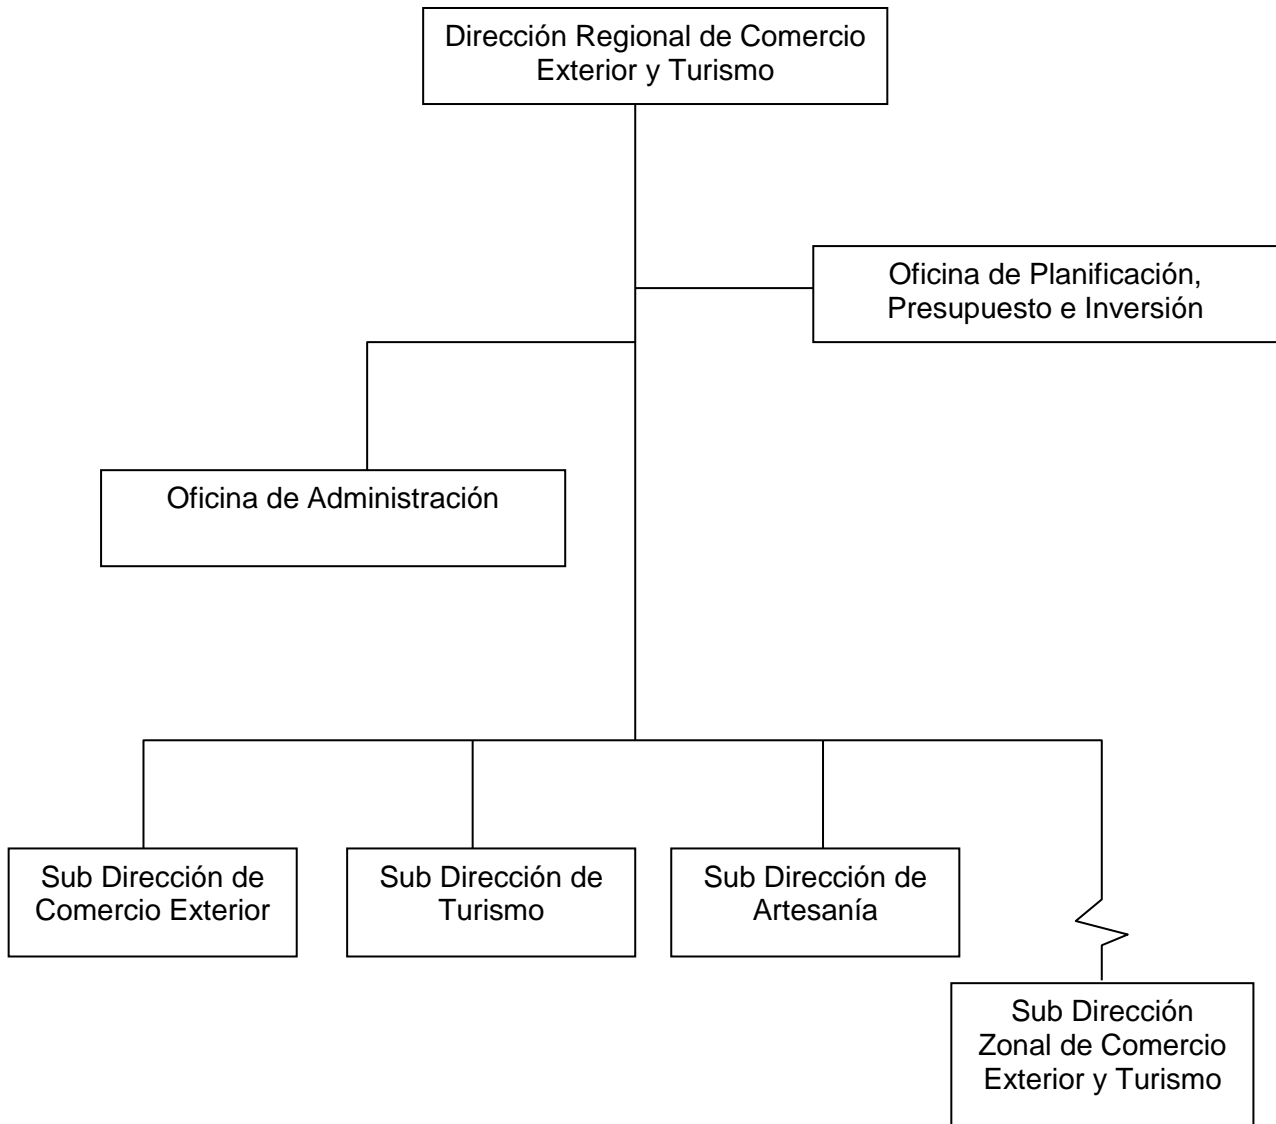 Dirección Regional de Comercio
Exterior y Turismo
Oficina de Planificación,
Presupuesto e Inversión
Oficina de Administración
Sub Dirección de
Comercio Exterior
Sub Dirección de
Turismo
Sub Dirección de
Artesanía
Sub Dirección
Zonal de Comercio
Exterior y Turismo